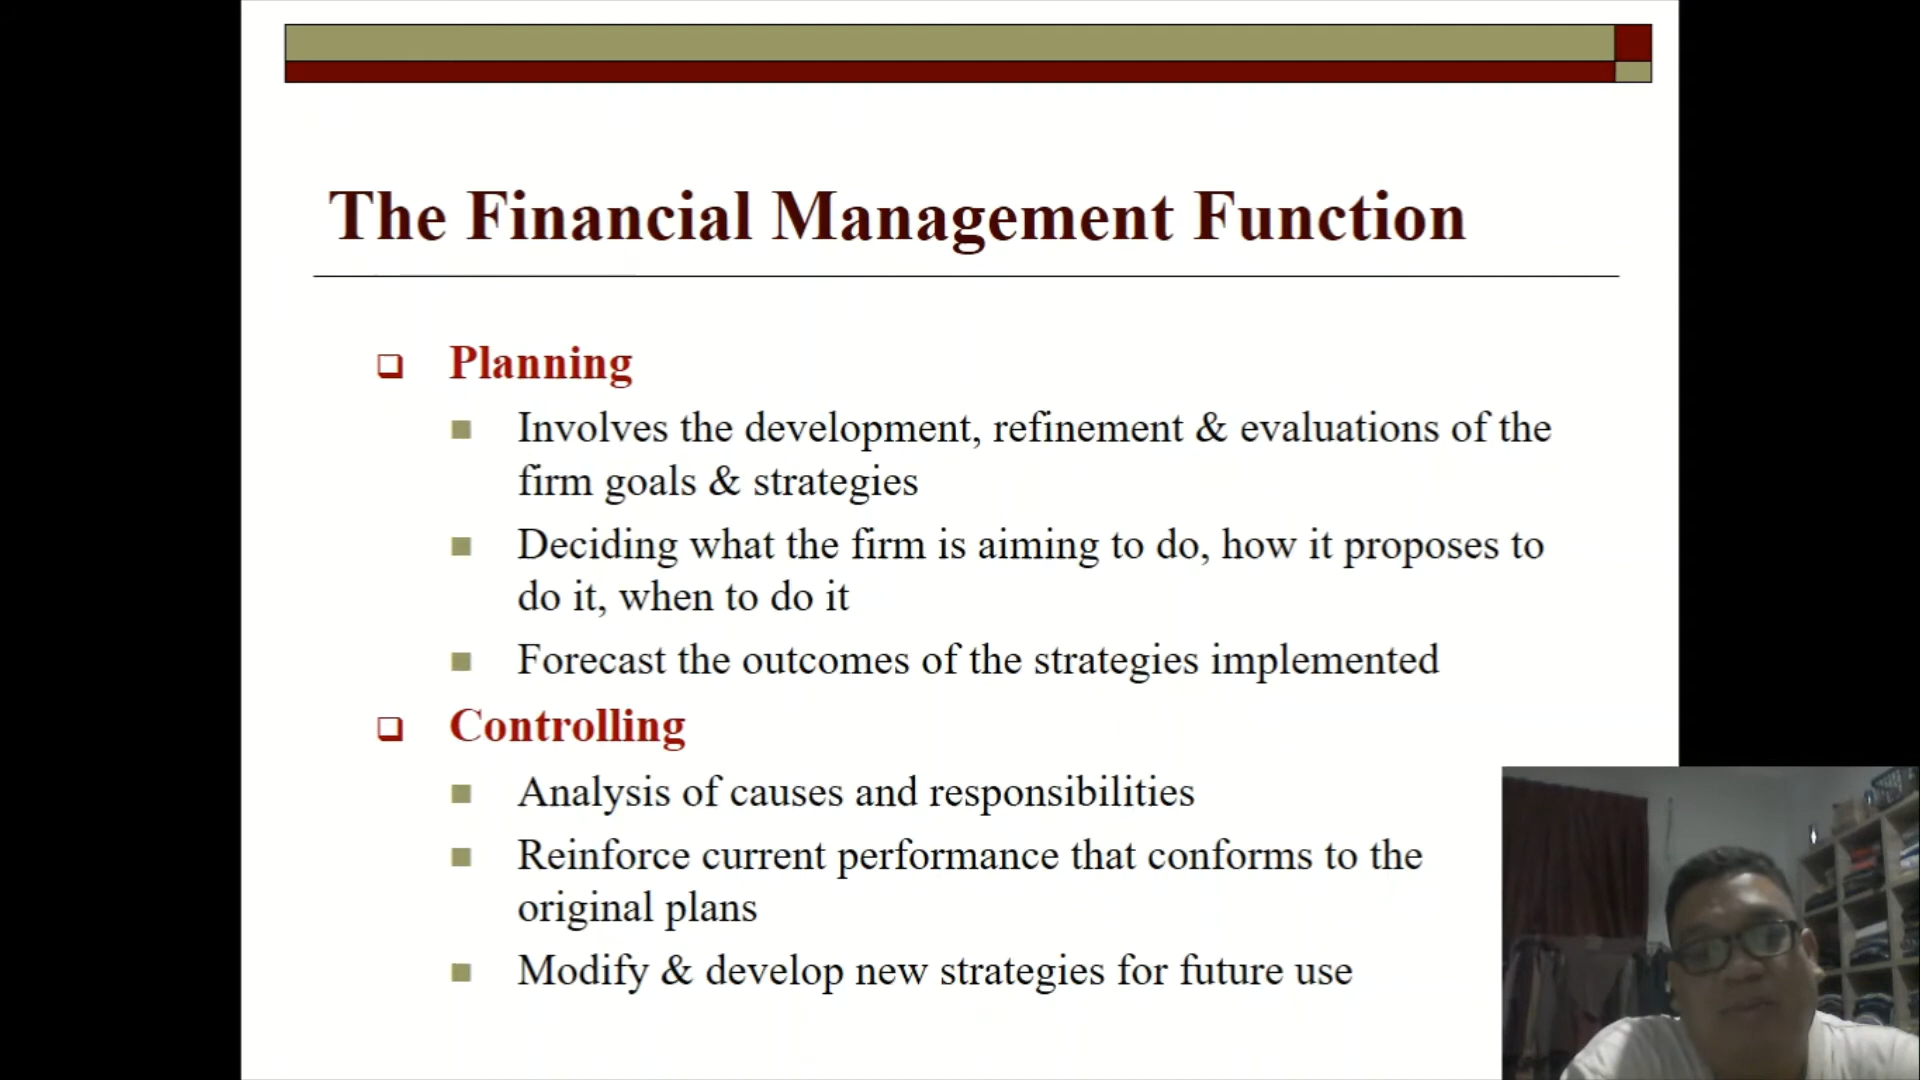 The Financial Management Function
Planning
Involves the development, refinement & evaluations of the
firm goals & strategies
Deciding what the firm is aiming to do, how it proposes to
do it, when to do it
Forecast the outcomes of the strategies implemented
Controlling
Analysis of causes and responsibilities
Reinforce current performance that conforms to the
original plans
Modify & develop new strategies for future use